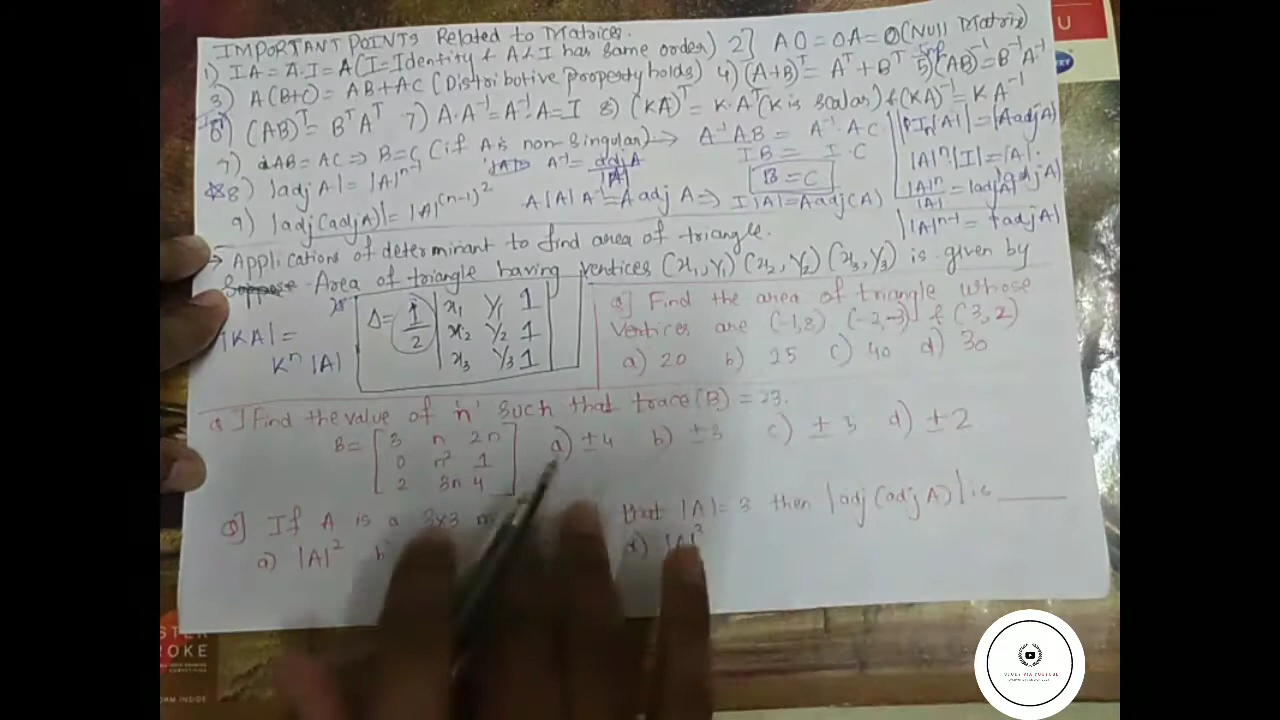 IMPORTANT POINTS Related to Matrices.
1) IA = A.I = A (I = Identity & A & I has same order) 2] AO = OA = O (Null Matrix)
3) A(B+C) = AB + AC (Distributive property holds) 4) (A+B)^T = A^T + B^T 5) (AB)^-1 = B^-1 A^-1
6) (AB)^T = B^T A^T 7) A.A^-1 = A^-1.A = I 8) (KA)^T = K.A^T (K is scalar) & (KA)^-1 = K A^-1
7) AB = AC ⇒ B = C (if A is non-singular) → A^-1 AB = A^-1 . AC
IB = I.C
B = C
A^-1 = adj A / |A|
8) |adj A| = |A|^n-1
A|A| A^-1 = A adj A ⇒ I|A| = A adj(A)
9) |adj(adj A)| = |A|^(n-1)^2
|In|A|| = |A adj A|
|A|^n |I| = |A| . |adj A|
|A|^n / |A| = |adj A|
|A|^n-1 = |adj A|
→ Applications of determinant to find area of triangle.
Area of triangle having vertices (x1, y1) (x2, y2) (x3, y3) is given by
Δ = 1/2 | x1 y1 1
x2 y2 1
x3 y3 1 |
|KA| =
K^n |A|
Q] Find the area of triangle whose
vertices are (-1,8) (-2,-3) & (3,2)
a) 20 b) 25 c) 40 d) 30
Q] Find the value of 'n' such that trace(B) = 23.
B = [ 3 n 2n
0 n² 1
2 3n 4 ]
a) ±4 b) ±3 c) ±3 d) ±2
Q] If A is a 3x3 that |A| = 3 then |adj(adj A)| is ______
a) |A|² b d) |A|³
U
OKE